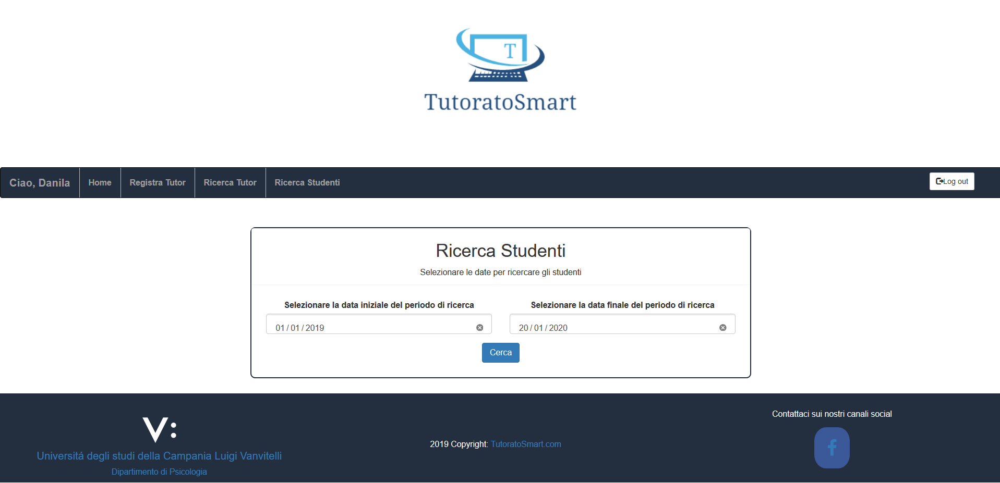 T
TutoratoSmart
Ciao, Danila
Home
Registra Tutor
Ricerca Tutor
Ricerca Studenti
Log out
Ricerca Studenti
Selezionare le date per ricercare gli studenti
Selezionare la data iniziale del periodo di ricerca
01/01/2019
Selezionare la data finale del periodo di ricerca
20/01/2020
Cerca
V:
Universitá degli studi della Campania Luigi Vanvitelli
Dipartimento di Psicologia
2019 Copyright: TutoratoSmart.com
Contattaci sui nostri canali social
f